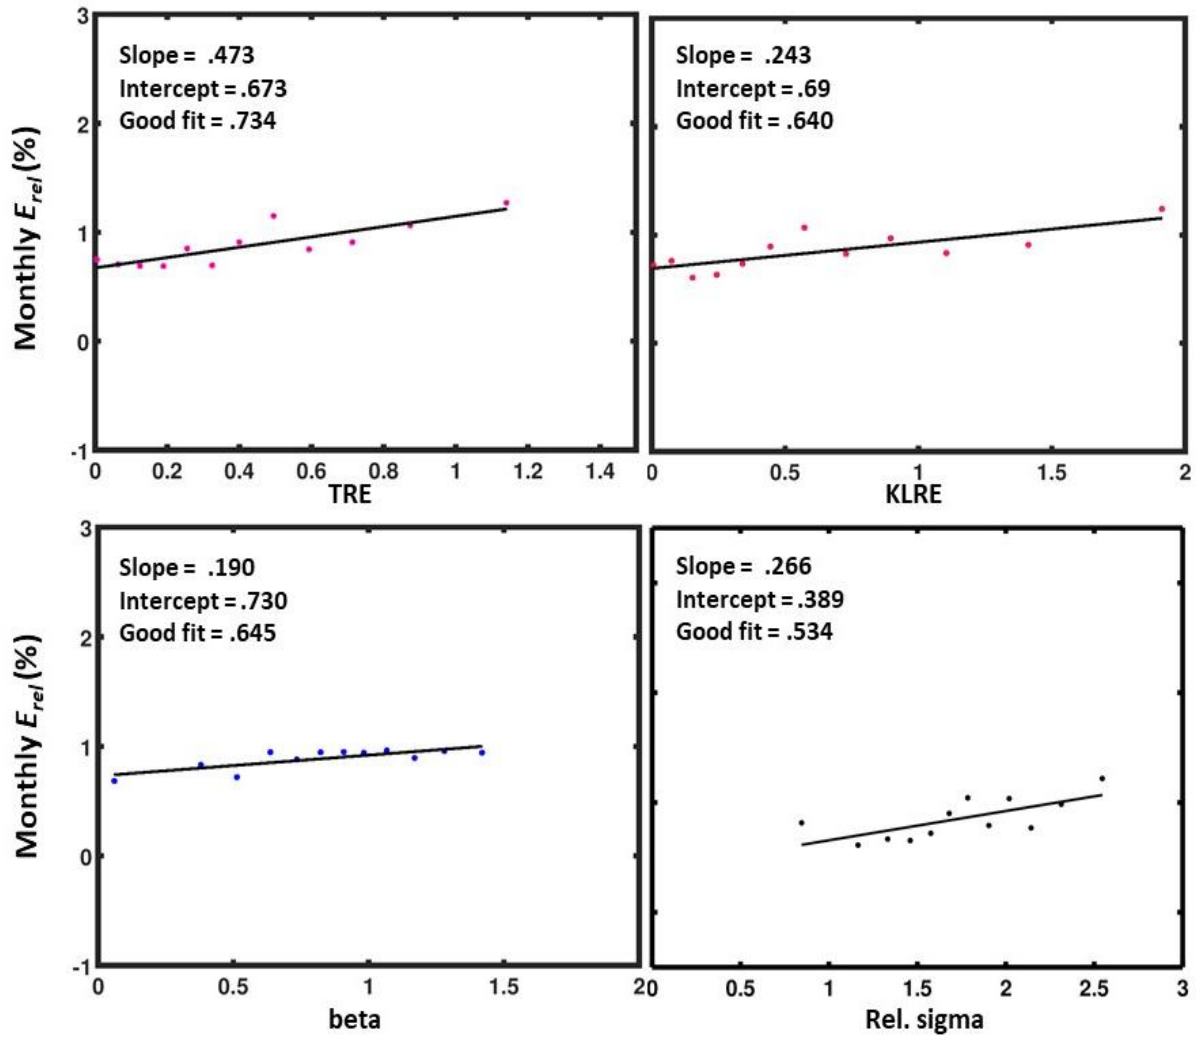 3
2
1
0
-1
Monthly E_rel (%)
Slope = .473
Intercept =.673
Good fit = .734
0 0.2 0.4 0.6 0.8 1 1.2 1.4
TRE
Slope = .243
Intercept =.69
Good fit = .640
0 0.5 1 1.5 2
KLRE
3
2
1
0
-1
Monthly E_rel (%)
Slope = .190
Intercept =.730
Good fit = .645
0 0.5 1 1.5 2
beta
Slope = .266
Intercept =.389
Good fit = .534
0 0.5 1 1.5 2 2.5 3
Rel. sigma